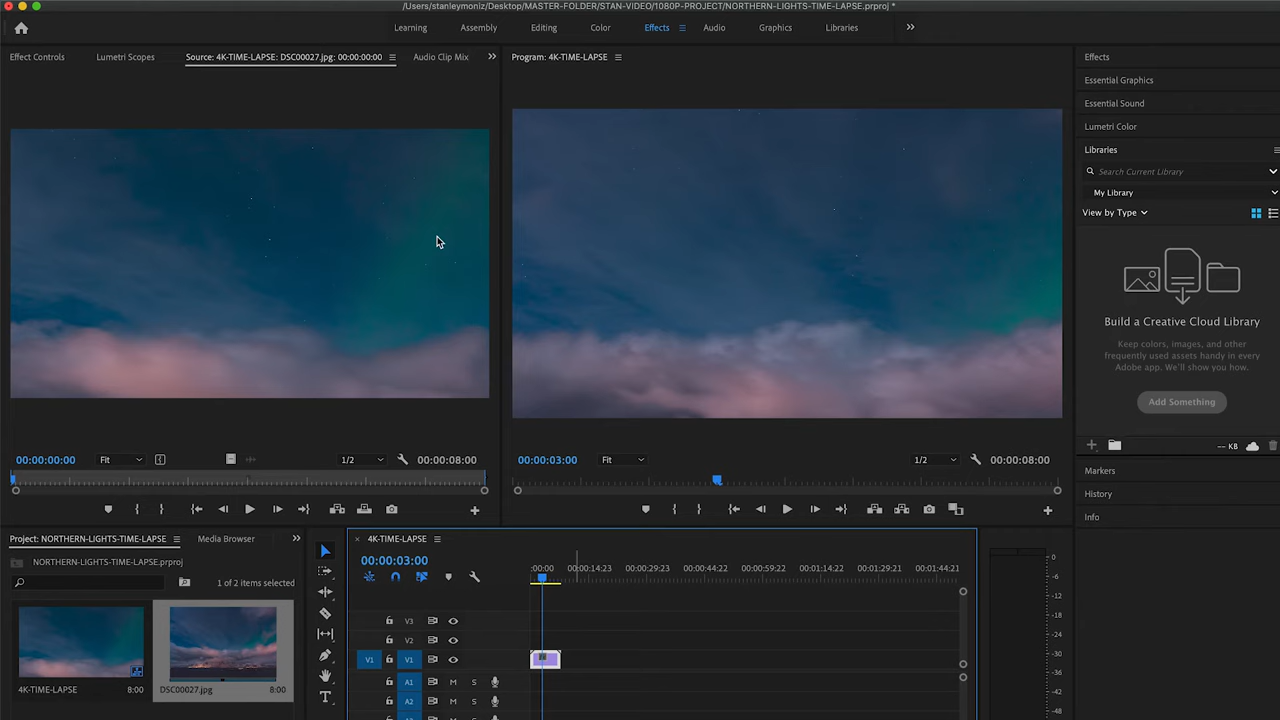 /Users/stanleymoniz/Desktop/MASTER-FOLDER/STAN-VIDEO/1080P-PROJECT/NORTHERN-LIGHTS-TIME-LAPSE.prproj *
Learning Assembly Editing Color Effects Audio Graphics Libraries
Effect Controls Lumetri Scopes Source: 4K-TIME-LAPSE: DSC00027.jpg: 00:00:00:00 Audio Clip Mix
Program: 4K-TIME-LAPSE
Effects
Essential Graphics
Essential Sound
Lumetri Color
Libraries
Search Current Library
My Library
View by Type
Build a Creative Cloud Library
Keep colors, images, and other
frequently used assets handy in every
Adobe app. We'll show you how.
Add Something
-- KB
Markers
History
Info
00:00:00:00 Fit 1/2 00:00:08:00
00:00:03:00 Fit 1/2 00:00:08:00
Project: NORTHERN-LIGHTS-TIME-LAPSE Media Browser
NORTHERN-LIGHTS-TIME-LAPSE.prproj
1 of 2 items selected
4K-TIME-LAPSE 8:00
DSC00027.jpg 8:00
4K-TIME-LAPSE
00:00:03:00
:00:00 00:00:14:23 00:00:29:23 00:00:44:22 00:00:59:22 00:01:14:22 00:01:29:21 00:01:44:21
V3
V2
V1 V1
A1 M S
A2 M S
0
-6
-12
-18
-24
-30
-36
-42
-48